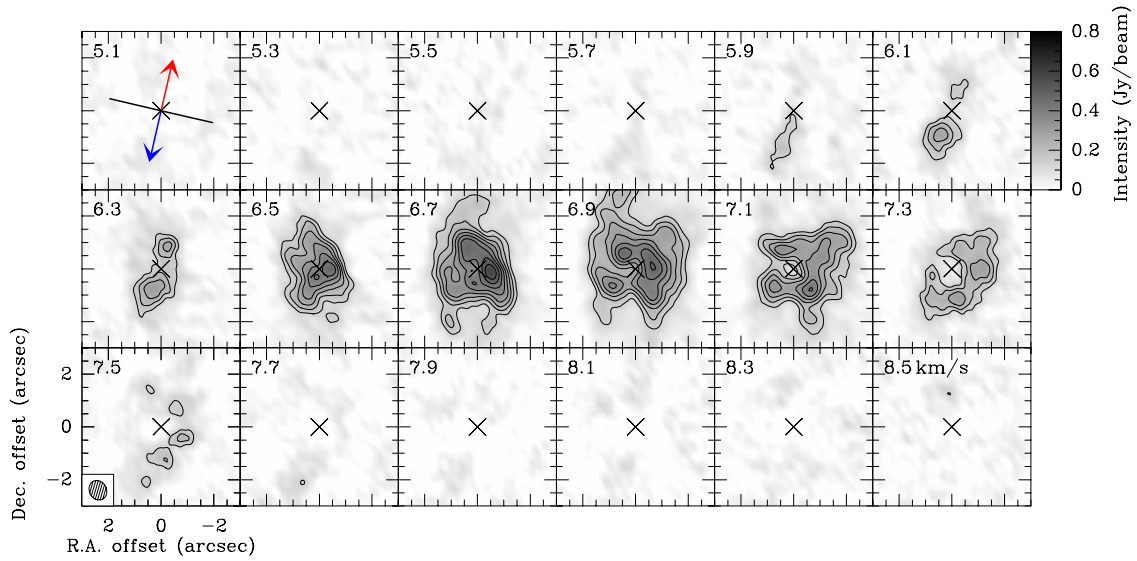 5.1 5.3 5.5 5.7 5.9 6.1
0.8
0.6
0.4
0.2
0
Intensity (Jy/beam)
6.3 6.5 6.7 6.9 7.1 7.3
7.5 7.7 7.9 8.1 8.3 8.5km/s
Dec. offset (arcsec)
2
0
−2
2 0 −2
R.A. offset (arcsec)